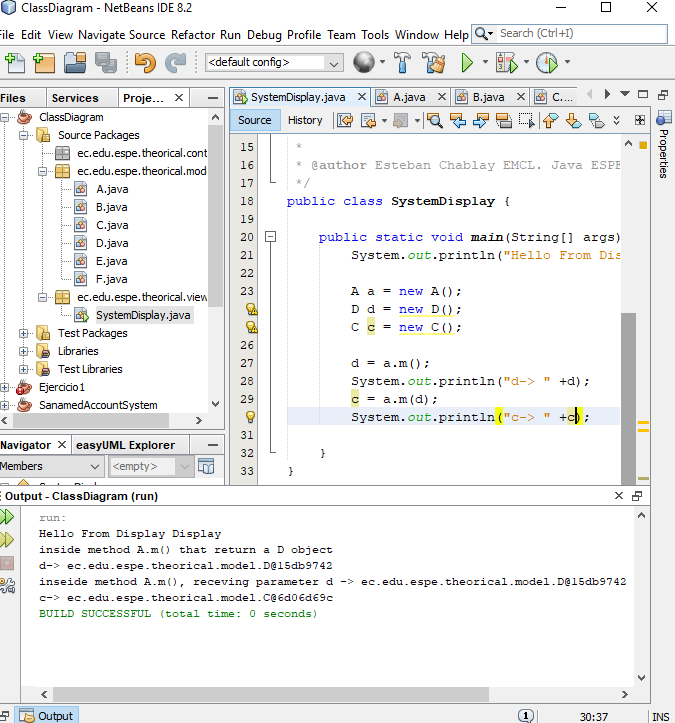 ClassDiagram - NetBeans IDE 8.2
File Edit View Navigate Source Refactor Run Debug Profile Team Tools Window Help Search (Ctrl+I)
<default config>
Files Services Proje...
SystemDisplay.java A.java B.java C....
Source History
ClassDiagram
Source Packages
ec.edu.espe.theorical.cont
ec.edu.espe.theorical.mod
A.java
B.java
C.java
D.java
E.java
F.java
ec.edu.espe.theorical.view
SystemDisplay.java
Test Packages
Libraries
Test Libraries
Ejercicio1
SanamedAccountSystem
Navigator easyUML Explorer
Members <empty>
15 *
16 * @author Esteban Chablay EMCL. Java ESPE
17 */
18 public class SystemDisplay {
19
20 public static void main(String[] args)
21 System.out.println("Hello From Dis
22
23 A a = new A();
D d = new D();
C c = new C();
26
27 d = a.m();
28 System.out.println("d-> " +d);
29 c = a.m(d);
System.out.println("c-> " +c);
31
32 }
33 }
Properties
Output - ClassDiagram (run)
run:
Hello From Display Display
inside method A.m() that return a D object
d-> ec.edu.espe.theorical.model.D@15db9742
inseide method A.m(), receving parameter d -> ec.edu.espe.theorical.model.D@15db9742
c-> ec.edu.espe.theorical.model.C@6d06d69c
BUILD SUCCESSFUL (total time: 0 seconds)
Output 1 30:37 INS